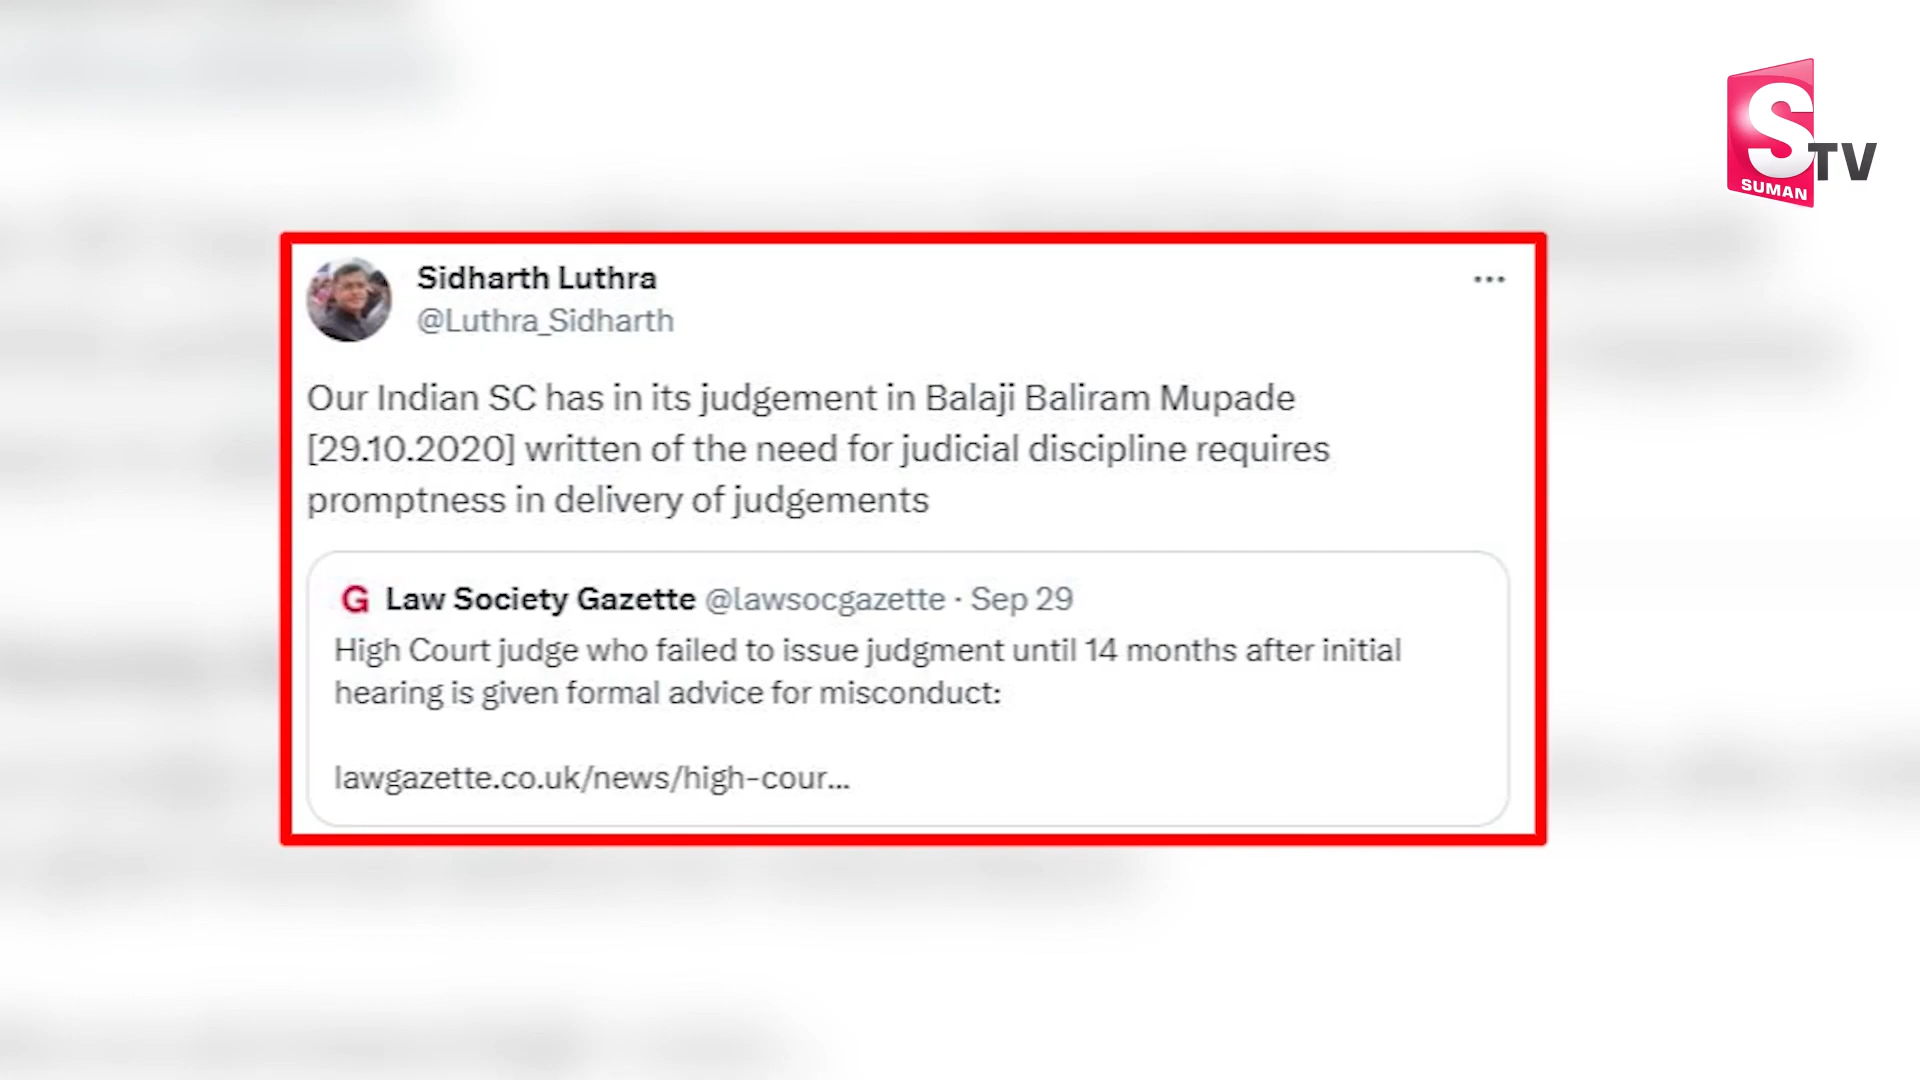 S
SUMAN
TV
Sidharth Luthra
@Luthra_Sidharth
Our Indian SC has in its judgement in Balaji Baliram Mupade
[29.10.2020] written of the need for judicial discipline requires
promptness in delivery of judgements
G Law Society Gazette @lawsocgazette · Sep 29
High Court judge who failed to issue judgment until 14 months after initial
hearing is given formal advice for misconduct:
lawgazette.co.uk/news/high-cour...